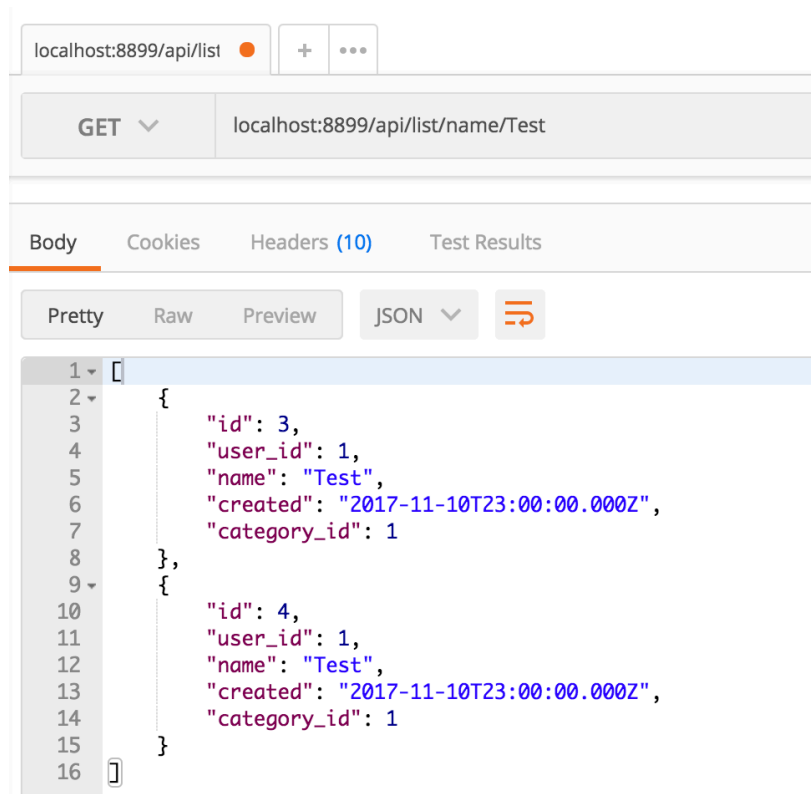 localhost:8899/api/list
GET localhost:8899/api/list/name/Test
Body Cookies Headers (10) Test Results
Pretty Raw Preview JSON
1 [
2 {
3 "id": 3,
4 "user_id": 1,
5 "name": "Test",
6 "created": "2017-11-10T23:00:00.000Z",
7 "category_id": 1
8 },
9 {
10 "id": 4,
11 "user_id": 1,
12 "name": "Test",
13 "created": "2017-11-10T23:00:00.000Z",
14 "category_id": 1
15 }
16 ]